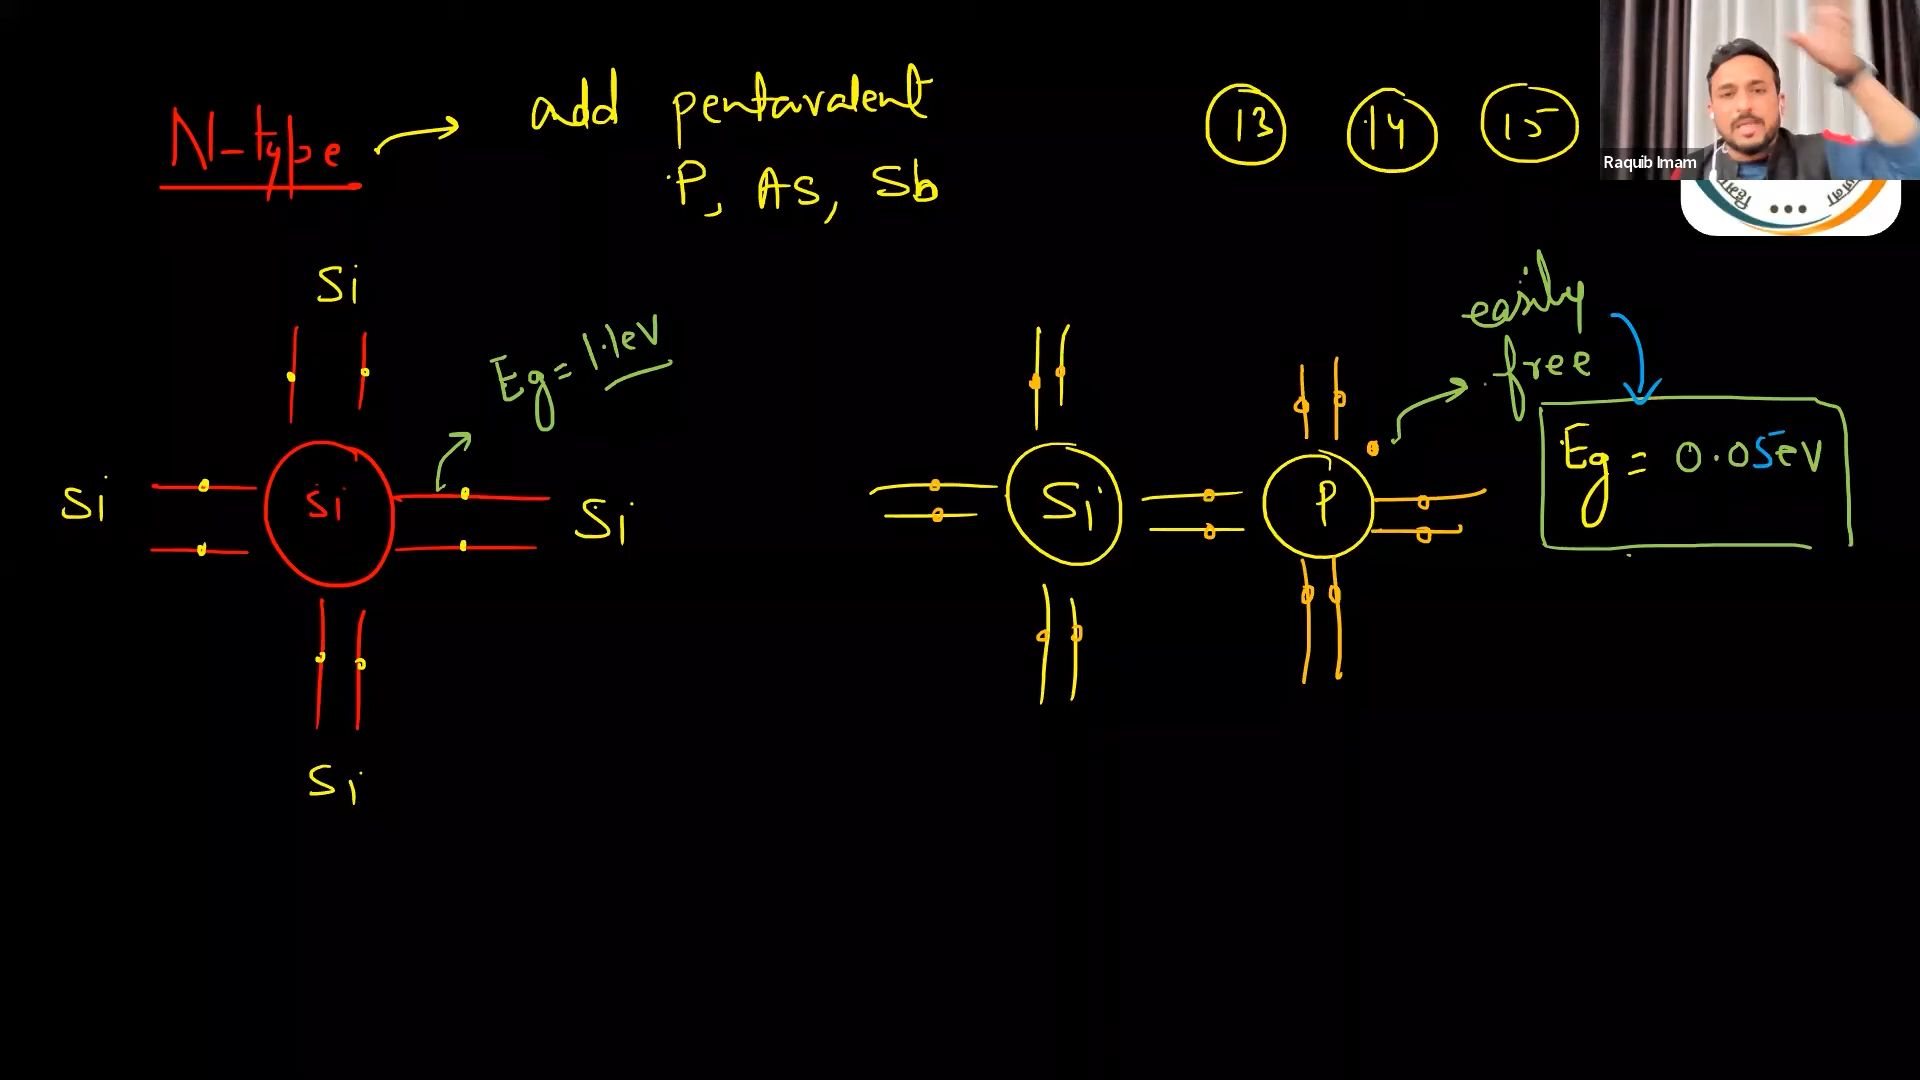 N-type → add pentavalent
P, As, Sb
13 14 15
Raquib Imam
Si
Eg = 1.1eV
Si Si Si
Si
Si P
easily
free
Eg = 0.05eV